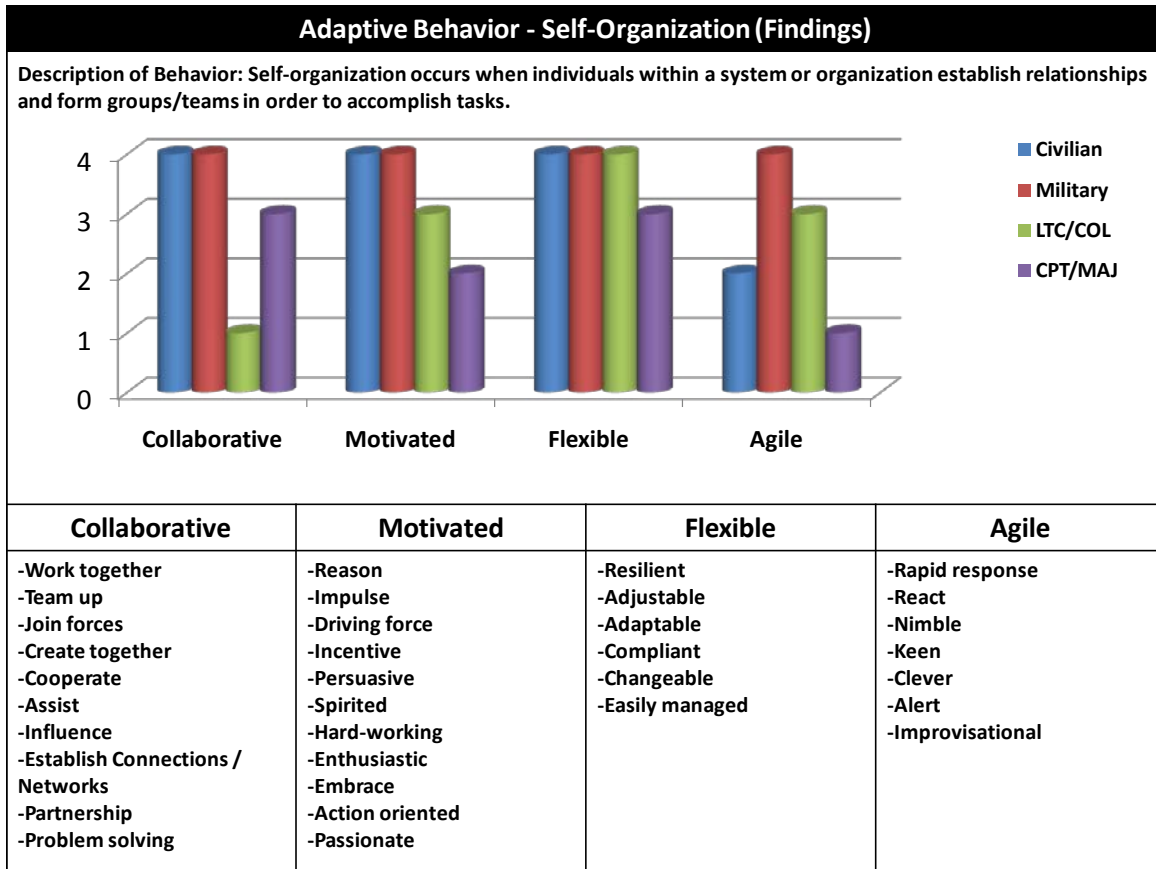 Adaptive Behavior - Self-Organization (Findings)
Description of Behavior: Self-organization occurs when individuals within a system or organization establish relationships
and form groups/teams in order to accomplish tasks.
4
3
2
1
0
Collaborative
Motivated
Flexible
Agile
Civilian
Military
LTC/COL
CPT/MAJ
Collaborative
-Work together
-Team up
-Join forces
-Create together
-Cooperate
-Assist
-Influence
-Establish Connections /
Networks
-Partnership
-Problem solving
Motivated
-Reason
-Impulse
-Driving force
-Incentive
-Persuasive
-Spirited
-Hard-working
-Enthusiastic
-Embrace
-Action oriented
-Passionate
Flexible
-Resilient
-Adjustable
-Adaptable
-Compliant
-Changeable
-Easily managed
Agile
-Rapid response
-React
-Nimble
-Keen
-Clever
-Alert
-Improvisational